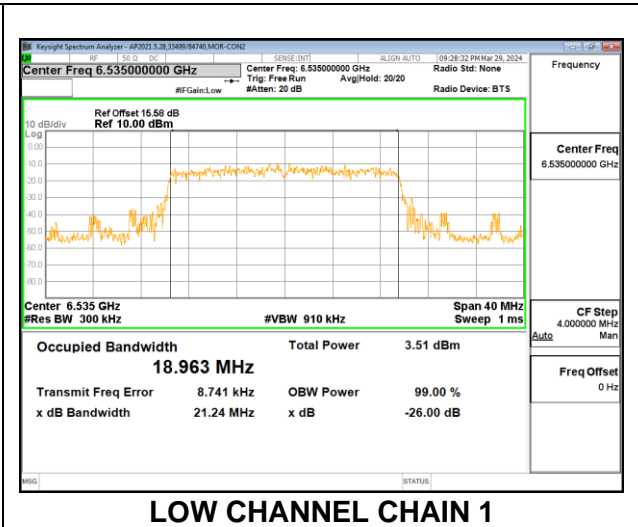 Keysight Spectrum Analyzer - AP2021.5.28,33499/84740,MOR-CON2
RF 50 Ω DC SENSE:INT ALIGN AUTO 09:28:32 PM Mar 29, 2024
Center Freq 6.535000000 GHz
Center Freq: 6.535000000 GHz Radio Std: None
Trig: Free Run Avg|Hold: 20/20
#IFGain:Low #Atten: 20 dB Radio Device: BTS
Frequency
Ref Offset 15.58 dB
10 dB/div Ref 10.00 dBm
Log
0.00
-10.0
-20.0
-30.0
-40.0
-50.0
-60.0
-70.0
-80.0
Center 6.535 GHz Span 40 MHz
#Res BW 300 kHz #VBW 910 kHz Sweep 1 ms
Occupied Bandwidth Total Power 3.51 dBm
18.963 MHz
Transmit Freq Error 8.741 kHz OBW Power 99.00 %
x dB Bandwidth 21.24 MHz x dB -26.00 dB
Center Freq
6.535000000 GHz
CF Step
4.000000 MHz
Auto Man
Freq Offset
0 Hz
MSG STATUS
LOW CHANNEL CHAIN 1